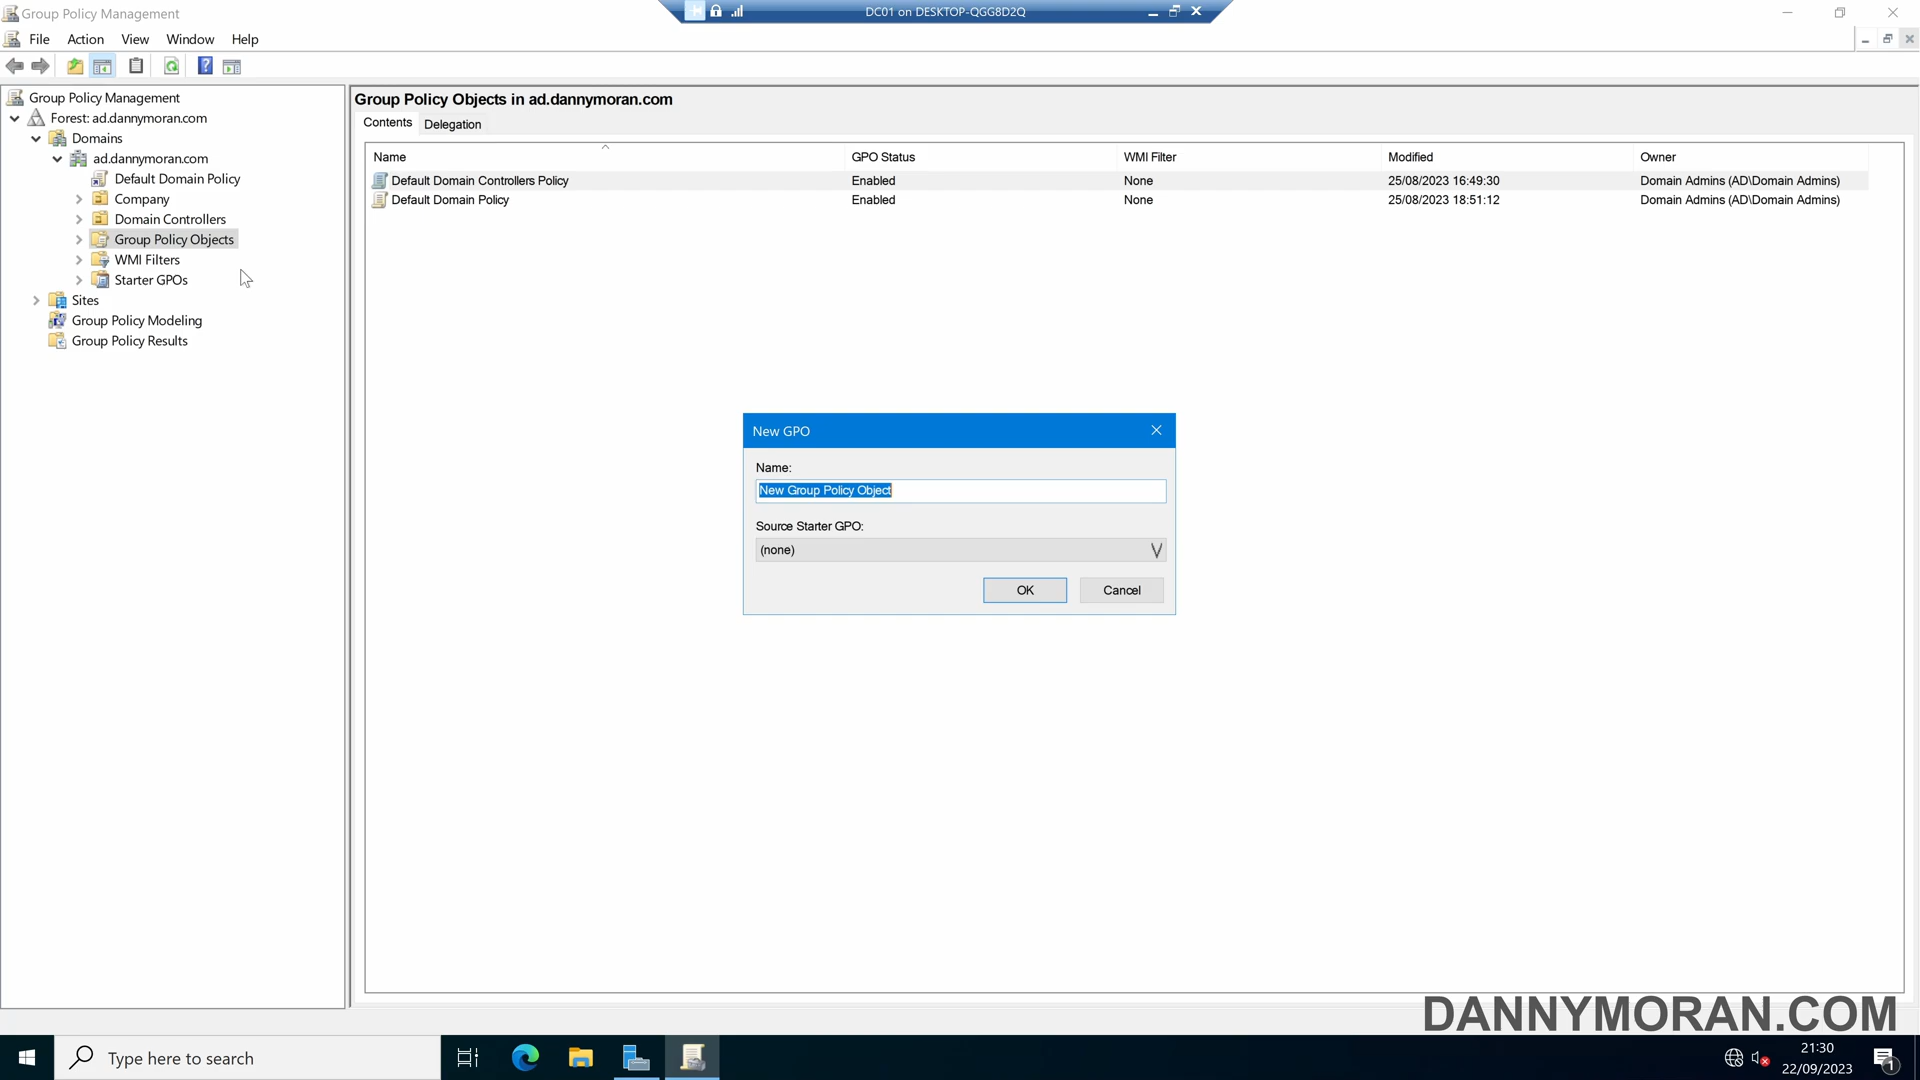 Group Policy Management
DC01 on DESKTOP-QGG8D2Q
File Action View Window Help
Group Policy Management
Forest: ad.dannymoran.com
Domains
ad.dannymoran.com
Default Domain Policy
Company
Domain Controllers
Group Policy Objects
WMI Filters
Starter GPOs
Sites
Group Policy Modeling
Group Policy Results
Group Policy Objects in ad.dannymoran.com
Contents Delegation
Name GPO Status WMI Filter Modified Owner
Default Domain Controllers Policy Enabled None 25/08/2023 16:49:30 Domain Admins (AD\Domain Admins)
Default Domain Policy Enabled None 25/08/2023 18:51:12 Domain Admins (AD\Domain Admins)
New GPO
Name:
New Group Policy Object
Source Starter GPO:
(none)
OK Cancel
DANNYMORAN.COM
Type here to search
21:30
22/09/2023
1